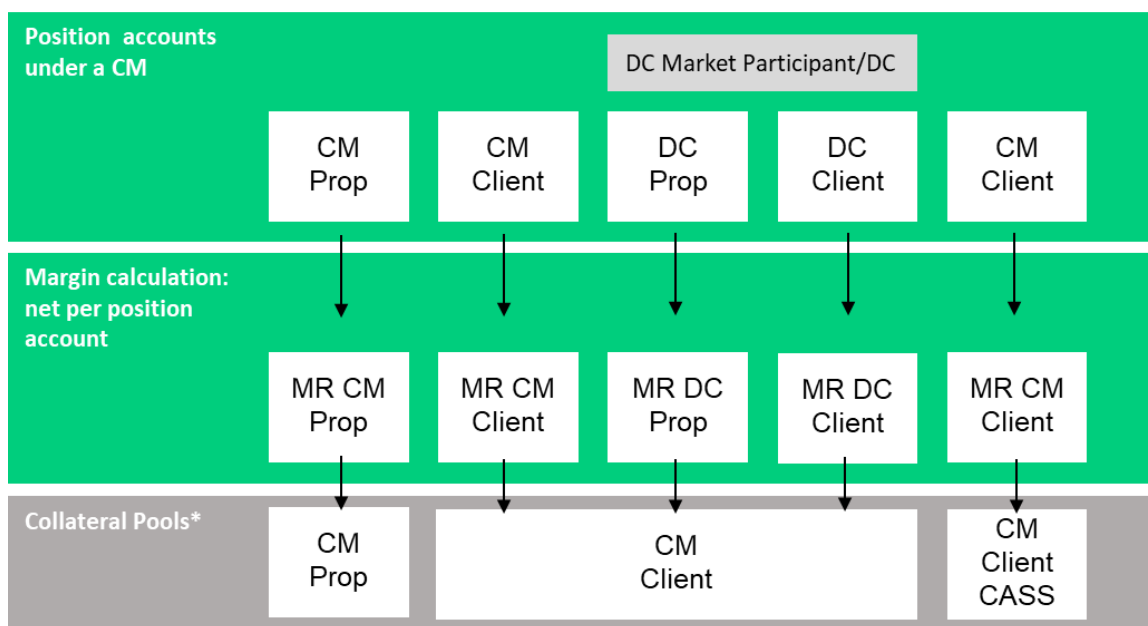 Position accounts
under a CM
DC Market Participant/DC
CM
Prop
CM
Client
DC
Prop
DC
Client
CM
Client
Margin calculation:
net per position
account
MR CM
Prop
MR CM
Client
MR DC
Prop
MR DC
Client
MR CM
Client
Collateral Pools*
CM
Prop
CM
Client
CM
Client
CASS